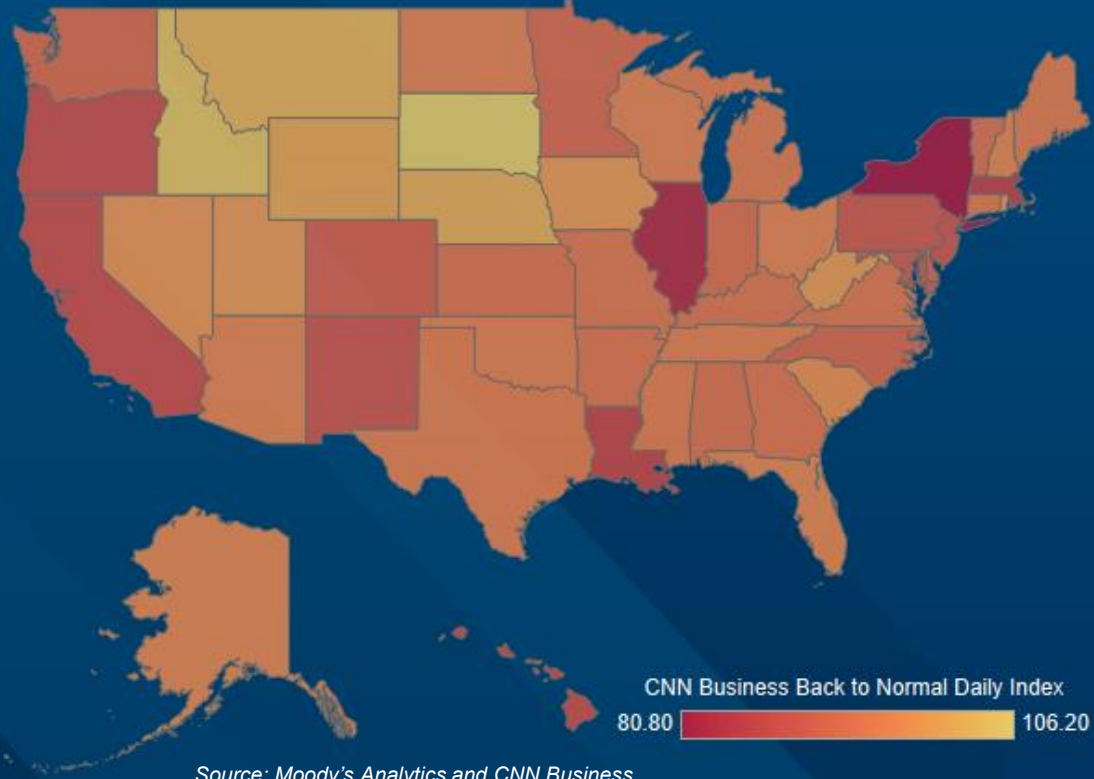 CNN Business Back to Normal Daily Index
80.80 106.20
Source: Moody's Analytics and CNN Business